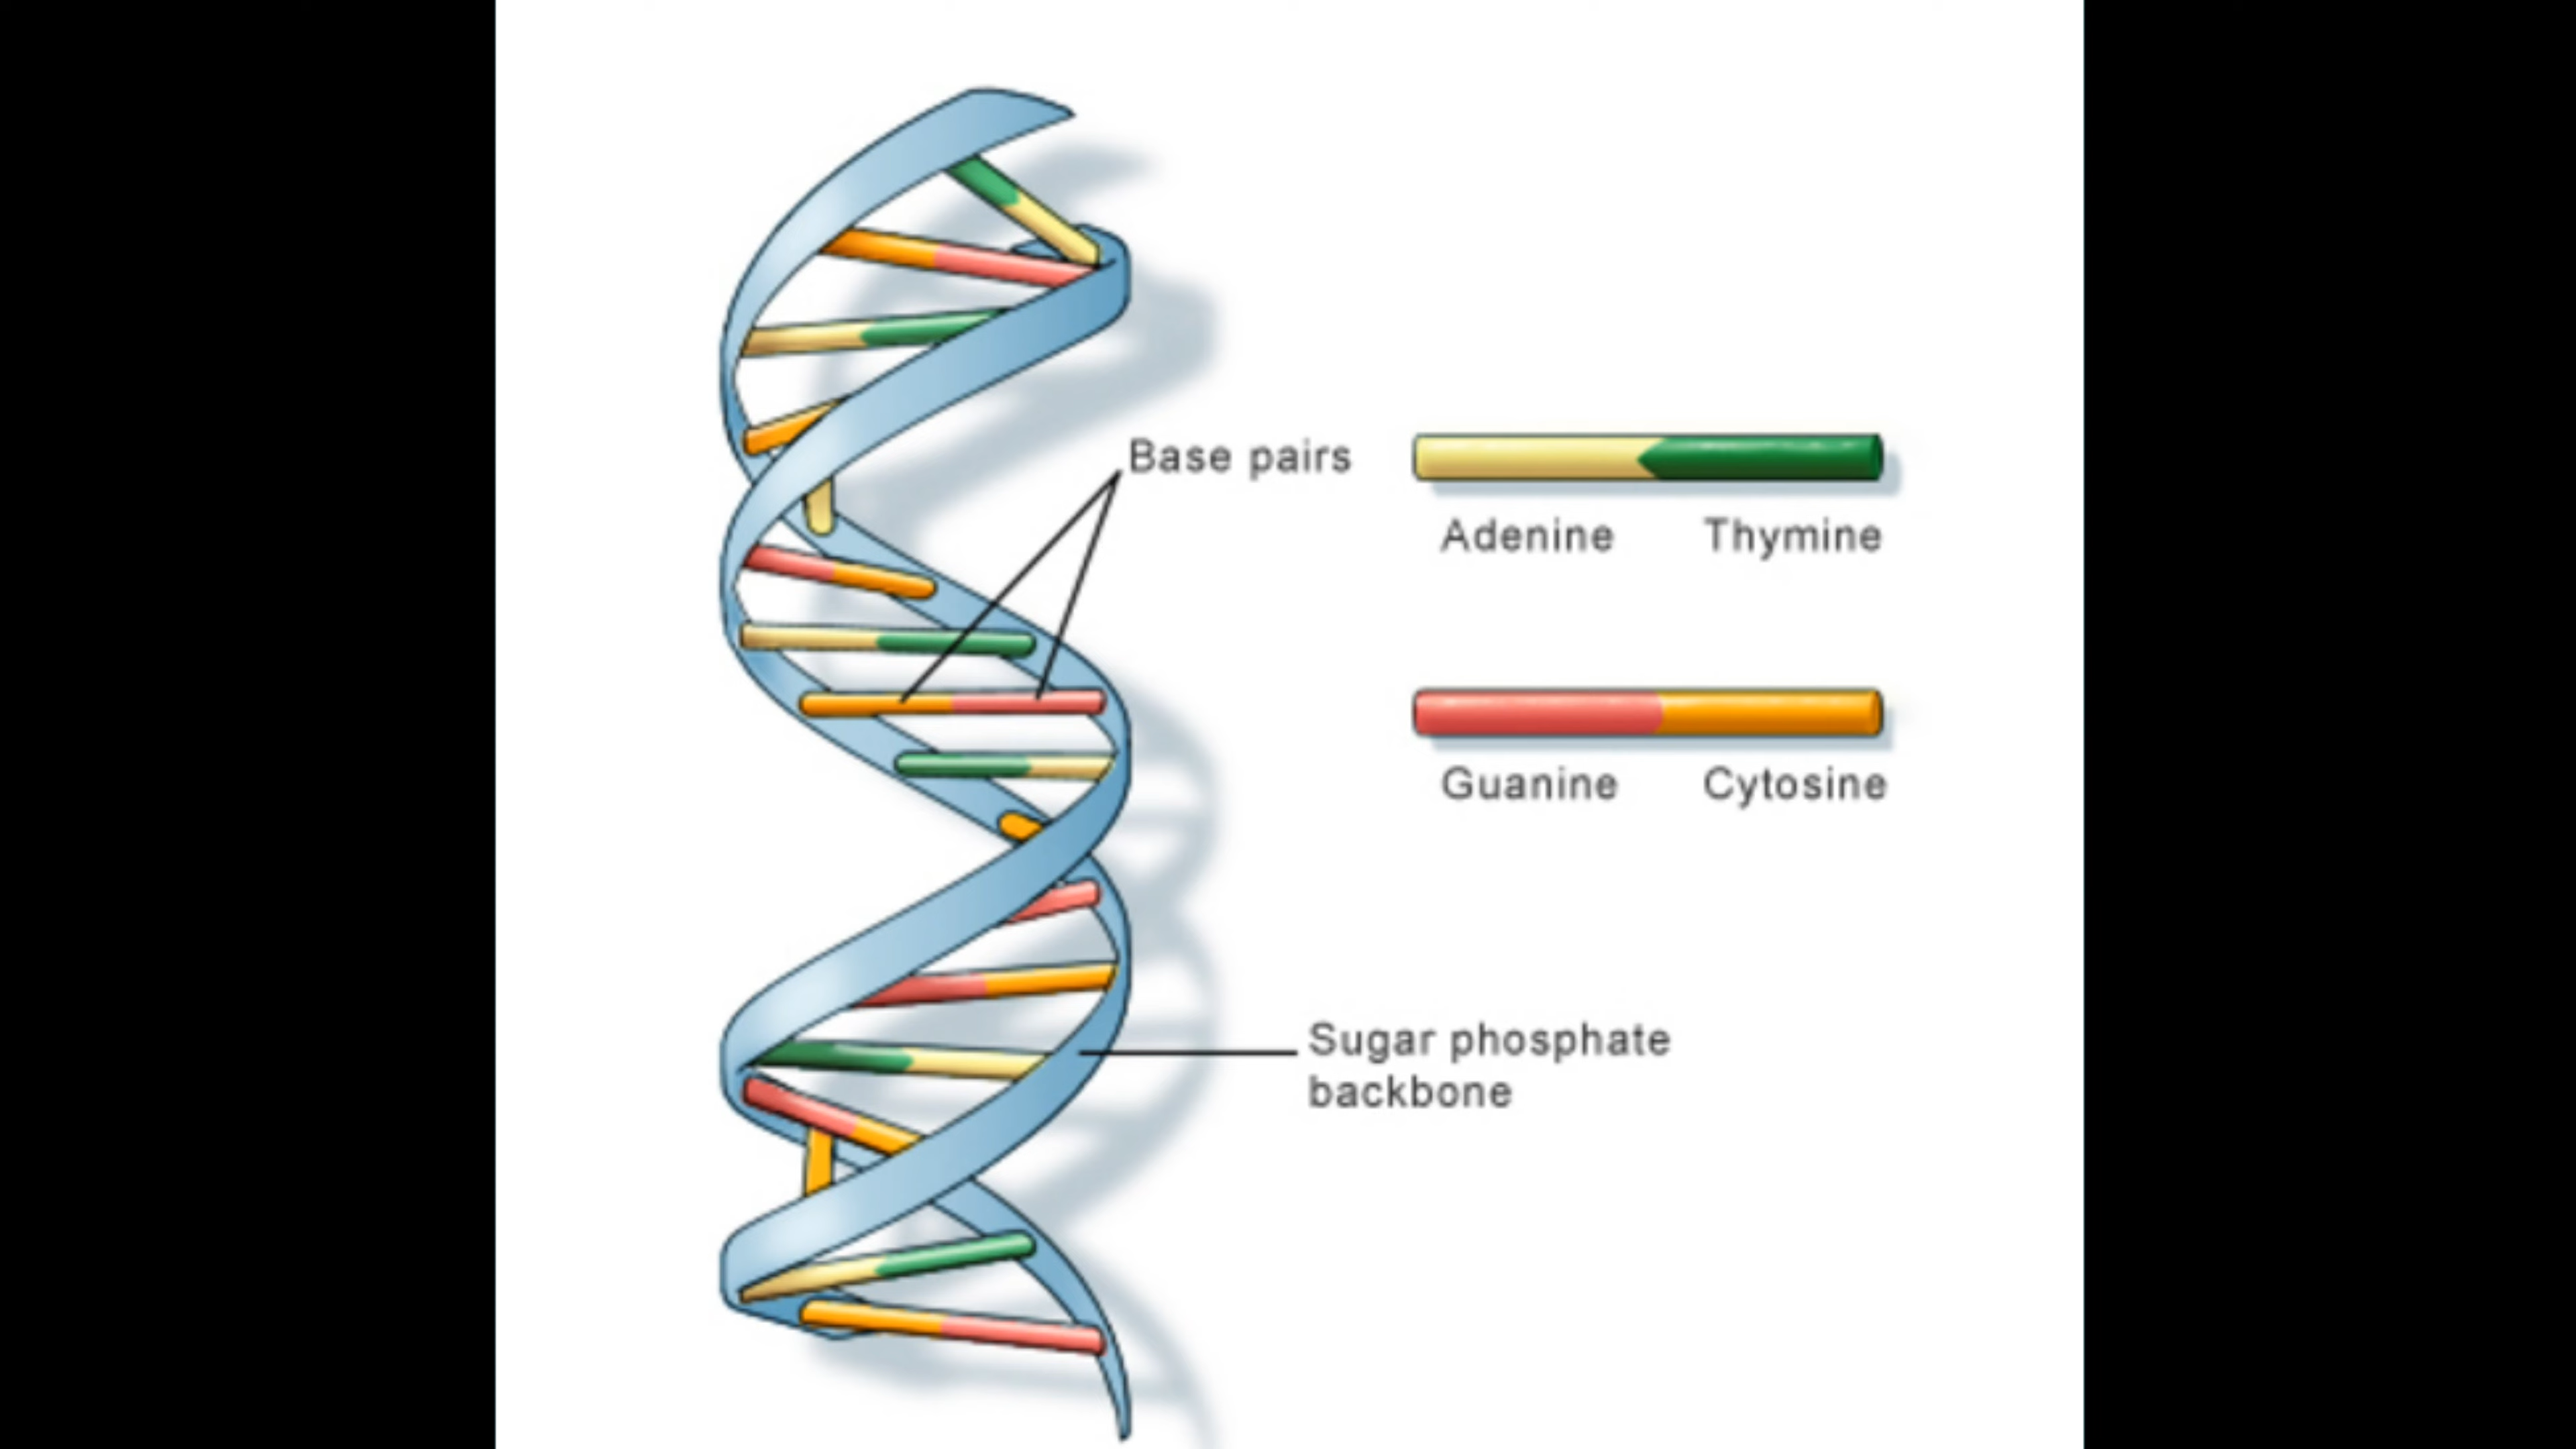 Base pairs
Adenine Thymine
Guanine Cytosine
Sugar phosphate
backbone